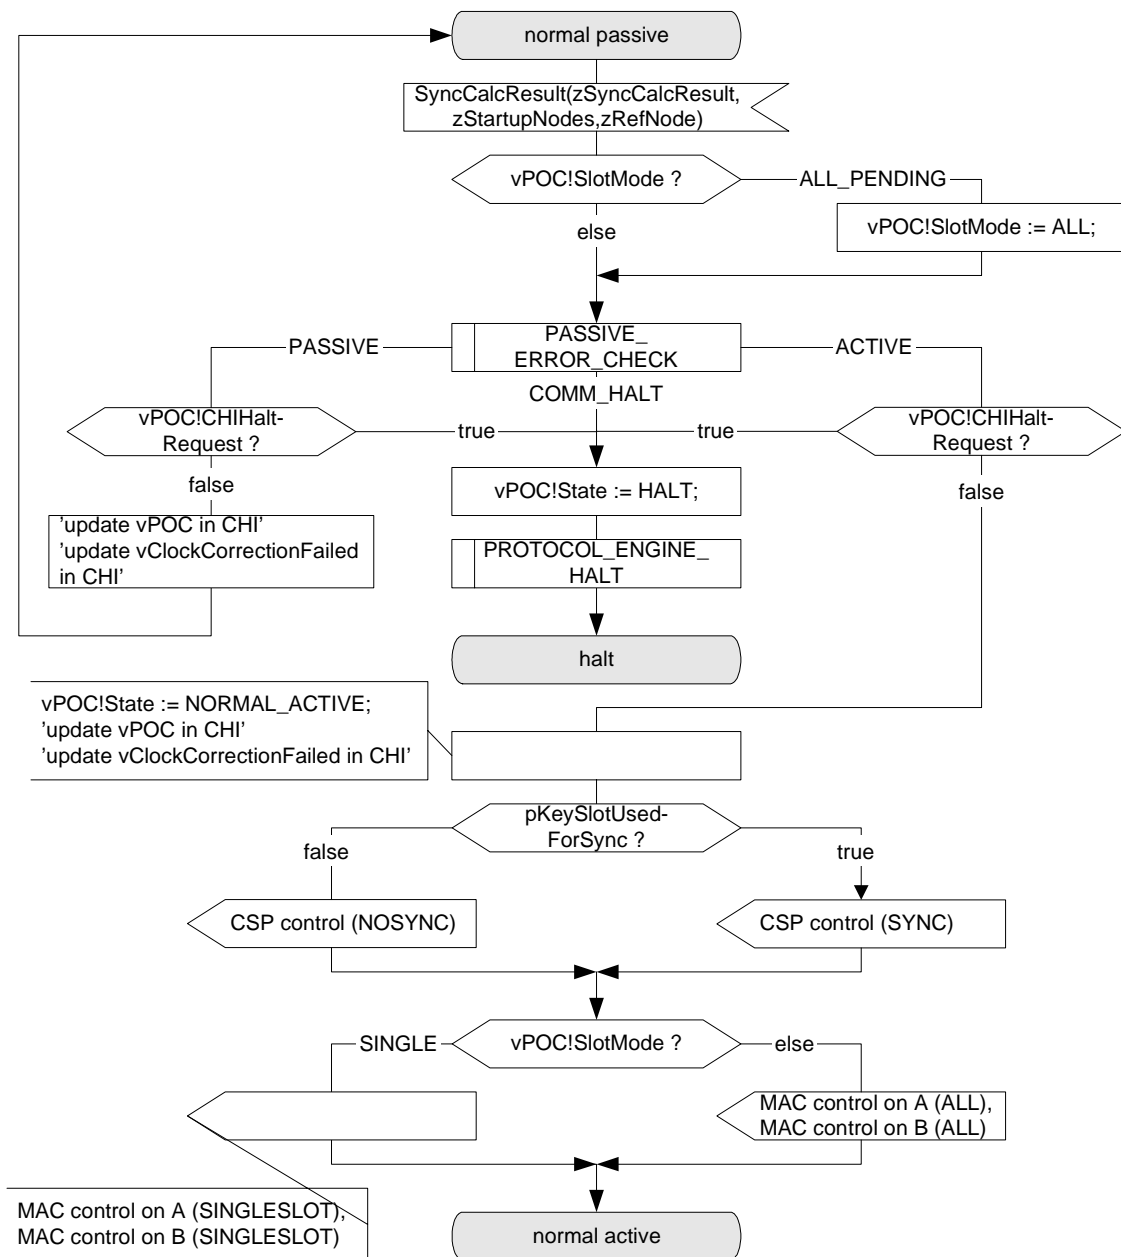 normal passive
SyncCalcResult(zSyncCalcResult,
zStartupNodes,zRefNode)
vPOC!SlotMode ?
ALL_PENDING
vPOC!SlotMode := ALL;
else
PASSIVE
PASSIVE_
ERROR_CHECK
ACTIVE
COMM_HALT
vPOC!CHIHalt-
Request ?
true
true
vPOC!CHIHalt-
Request ?
false
vPOC!State := HALT;
false
'update vPOC in CHI'
'update vClockCorrectionFailed
in CHI'
PROTOCOL_ENGINE_
HALT
halt
vPOC!State := NORMAL_ACTIVE;
'update vPOC in CHI'
'update vClockCorrectionFailed in CHI'
pKeySlotUsed-
ForSync ?
false
true
CSP control (NOSYNC)
CSP control (SYNC)
SINGLE
vPOC!SlotMode ?
else
MAC control on A (ALL),
MAC control on B (ALL)
MAC control on A (SINGLESLOT),
MAC control on B (SINGLESLOT)
normal active